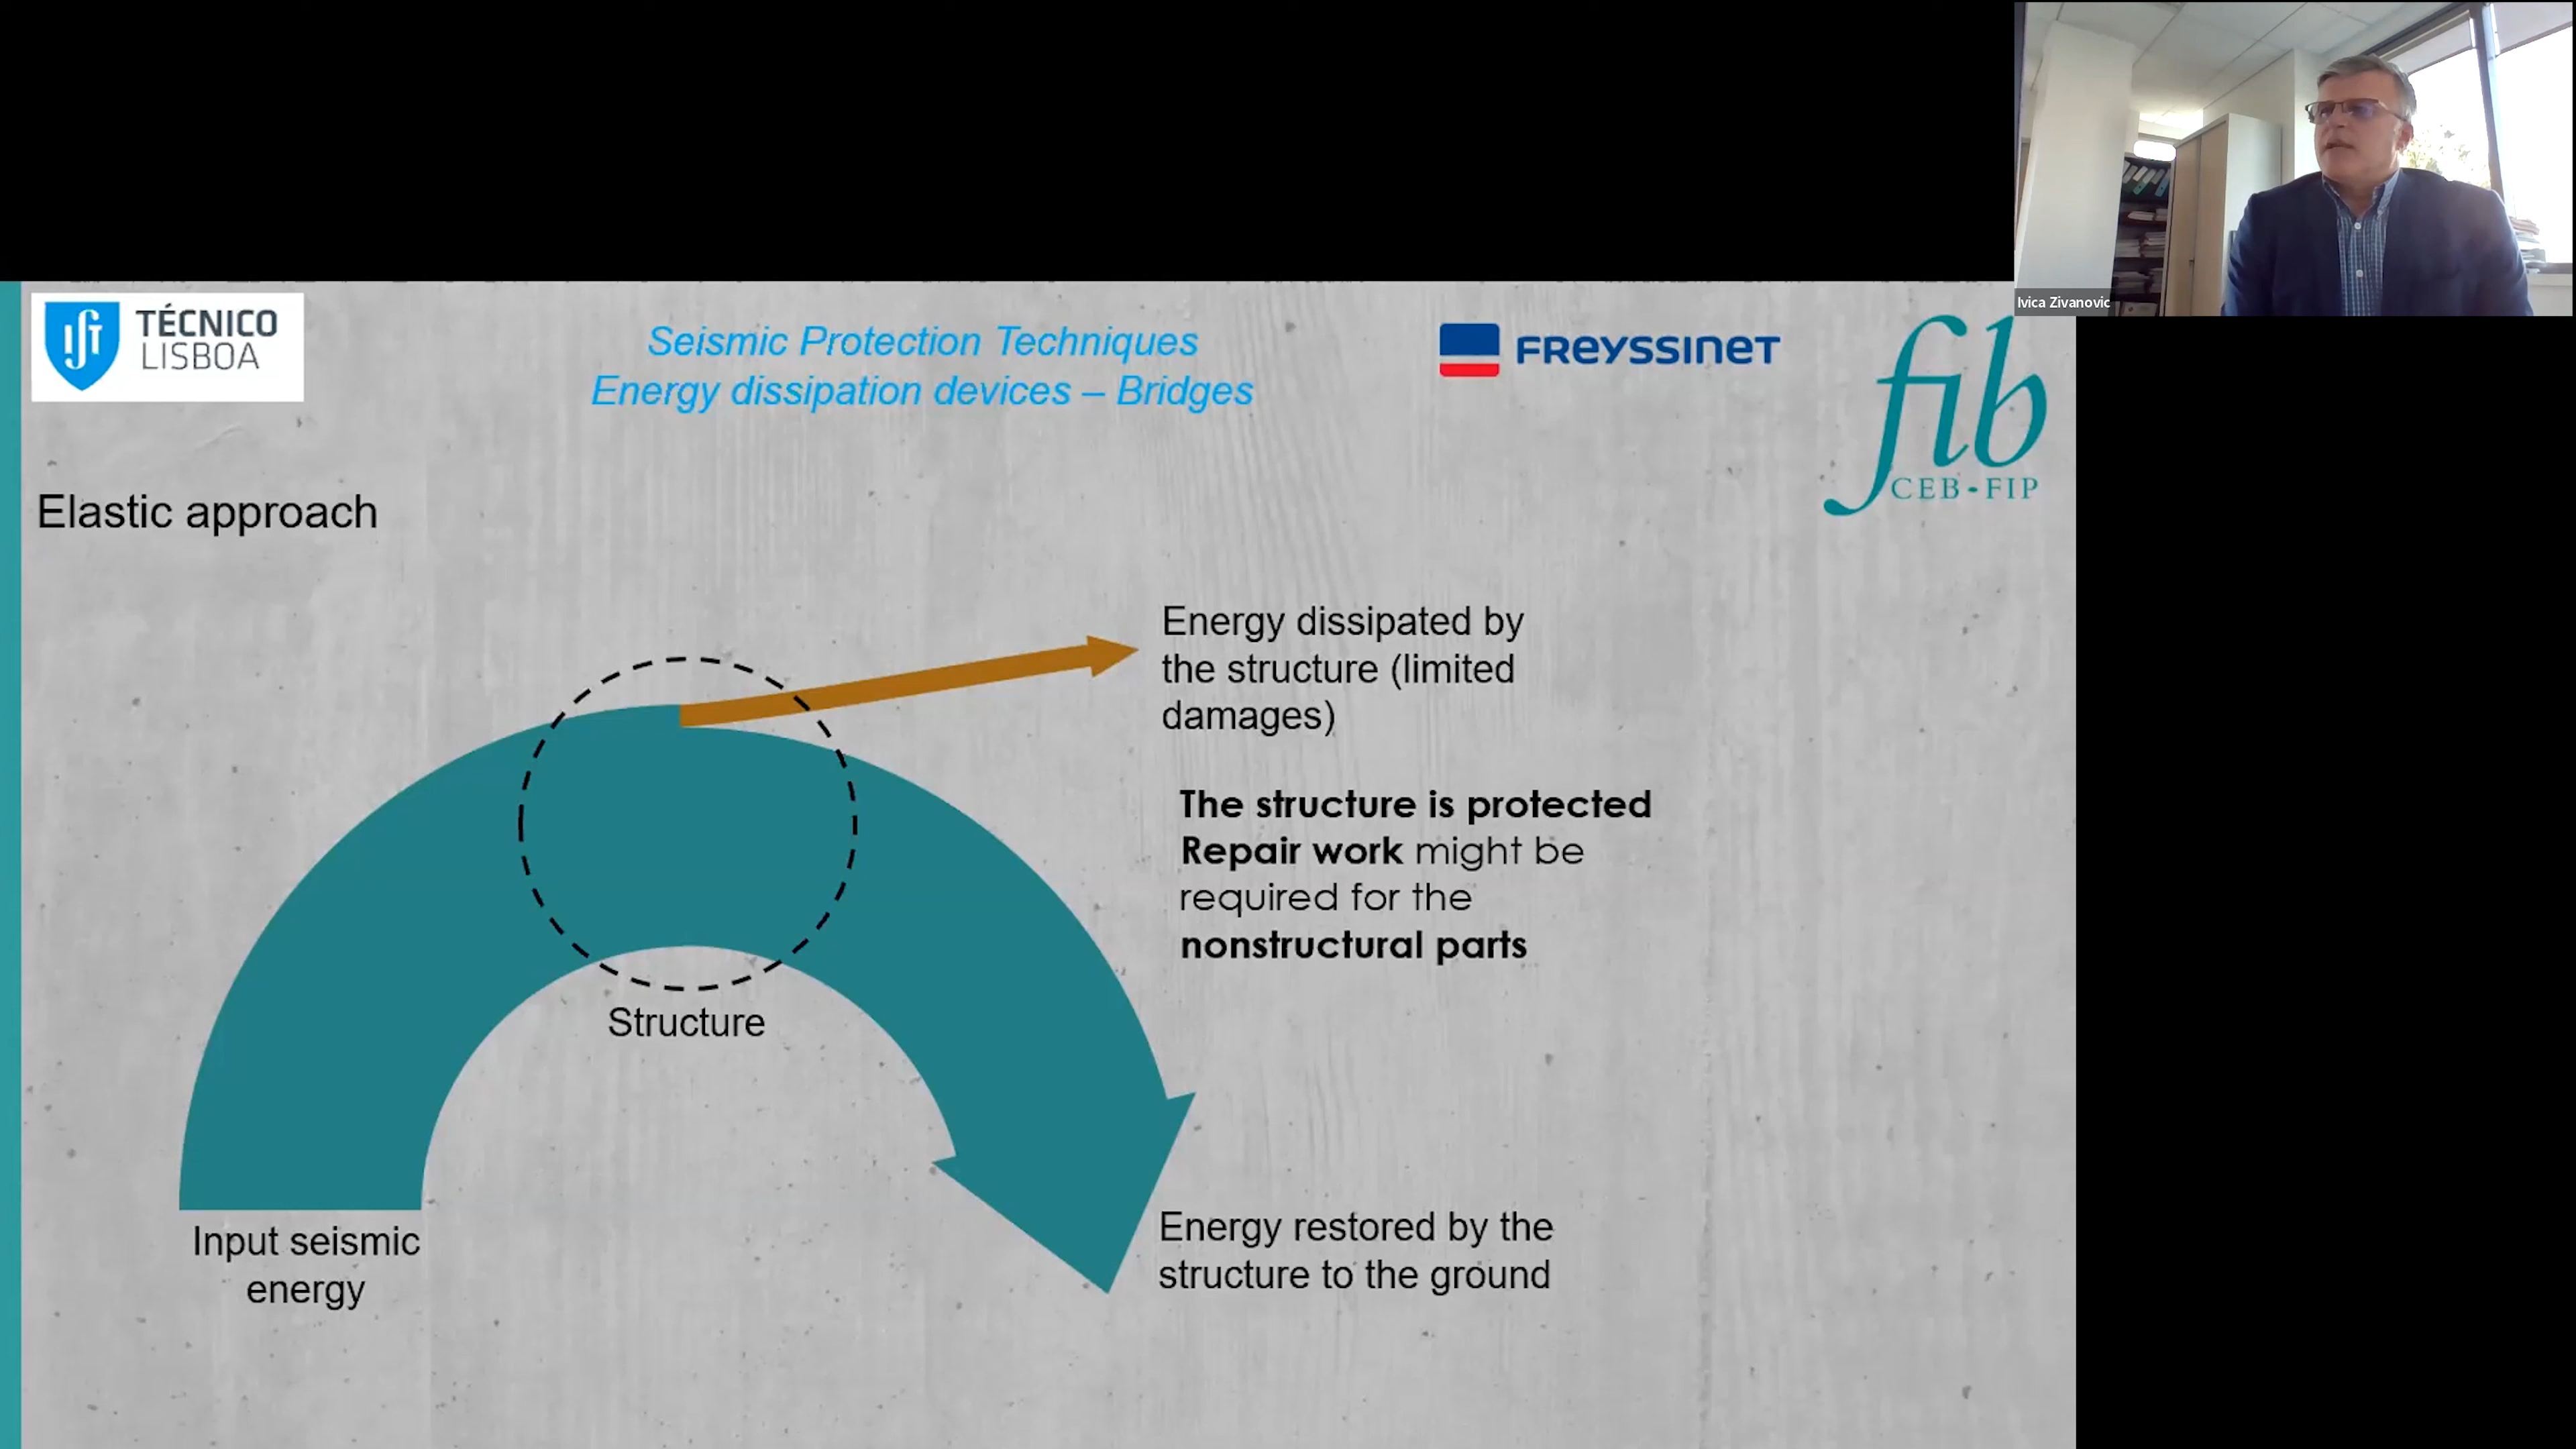 Ivica Zivanovic
TÉCNICO
LISBOA
Seismic Protection Techniques
Energy dissipation devices – Bridges
FREYSSINET
fib
CEB-FIP
Elastic approach
Energy dissipated by
the structure (limited
damages)
The structure is protected
Repair work might be
required for the
nonstructural parts
Structure
Input seismic
energy
Energy restored by the
structure to the ground